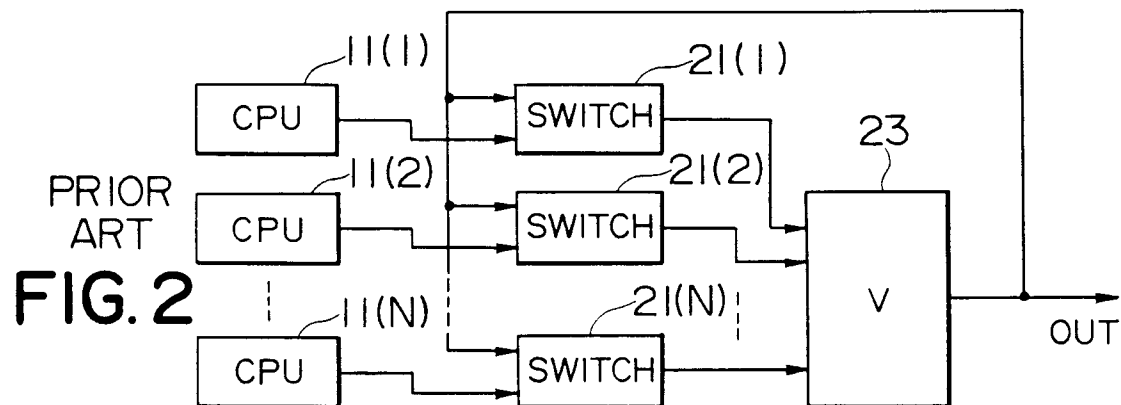 11(1)
21(1)
CPU
SWITCH
23
11(2)
21(2)
PRIOR
ART
CPU
SWITCH
V
FIG. 2
OUT
11(N)
21(N)
CPU
SWITCH